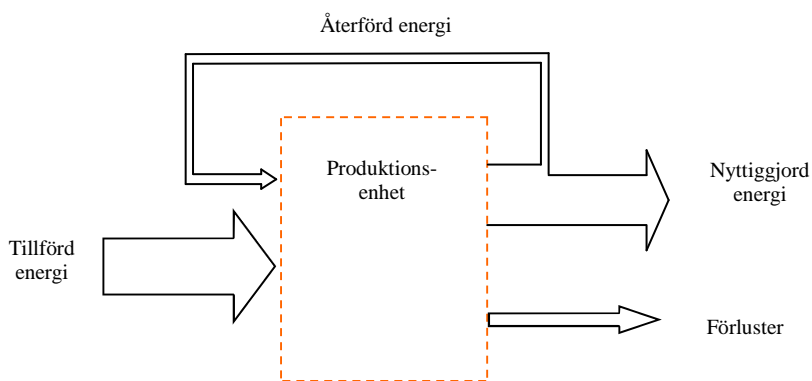 Återförd energi
Produktions-
enhet
Nyttiggjord
energi
Tillförd
energi
Förluster